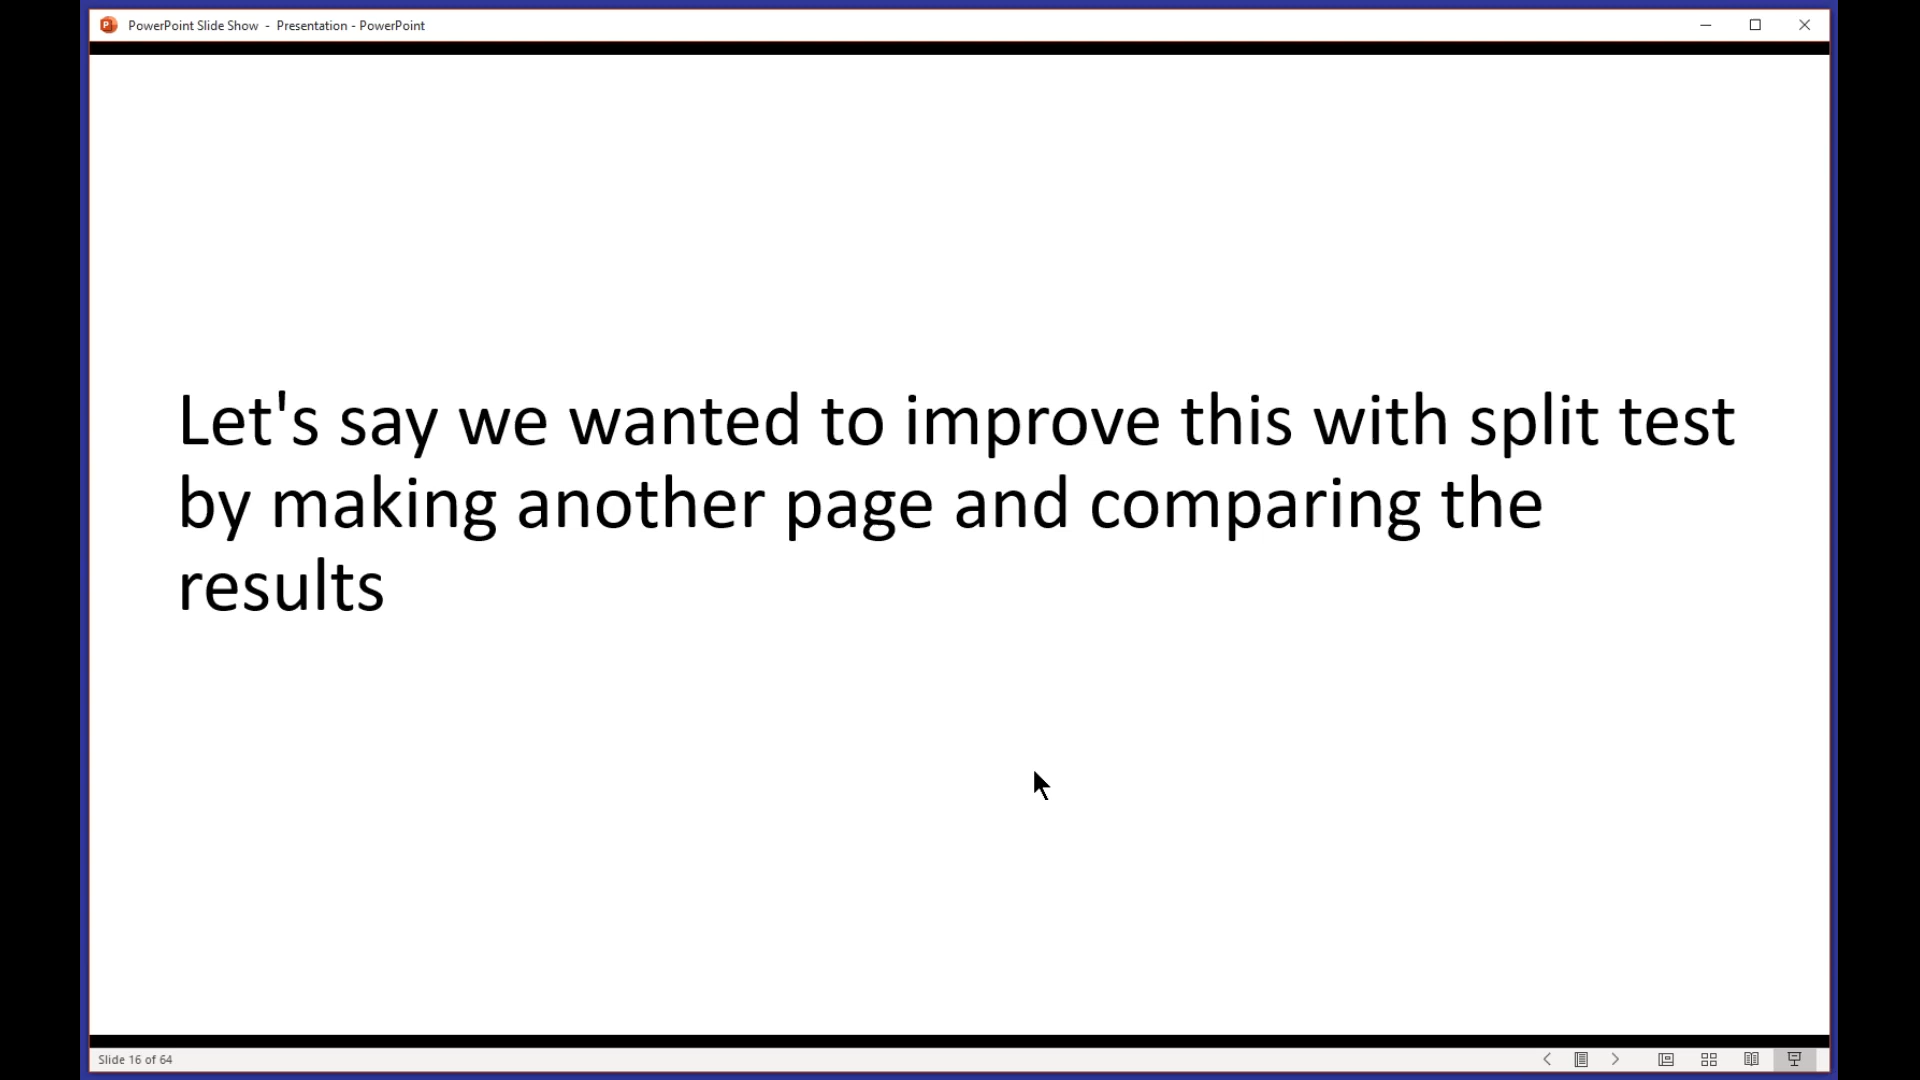 PowerPoint Slide Show - Presentation - PowerPoint
Let's say we wanted to improve this with split test
by making another page and comparing the
results
Slide 16 of 64